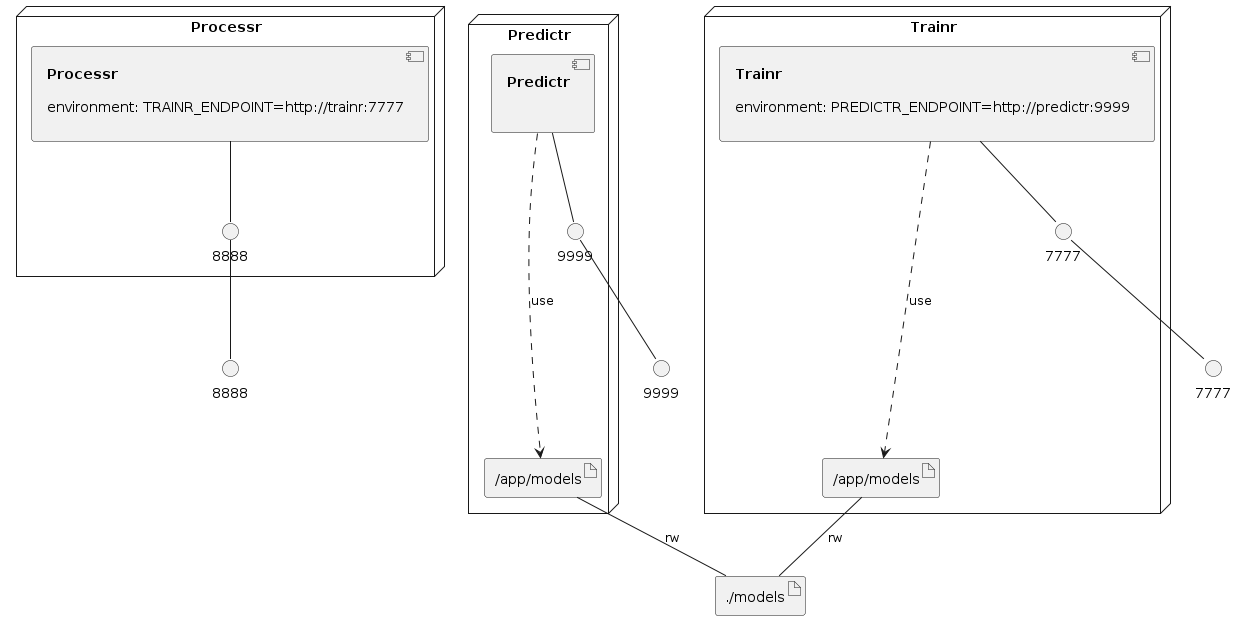 Processr
Processr
environment: TRAINR_ENDPOINT=http://trainr:7777
8888
8888
Predictr
Predictr
9999
use
9999
/app/models
rw
Trainr
Trainr
environment: PREDICTR_ENDPOINT=http://predictr:9999
7777
use
7777
/app/models
rw
./models